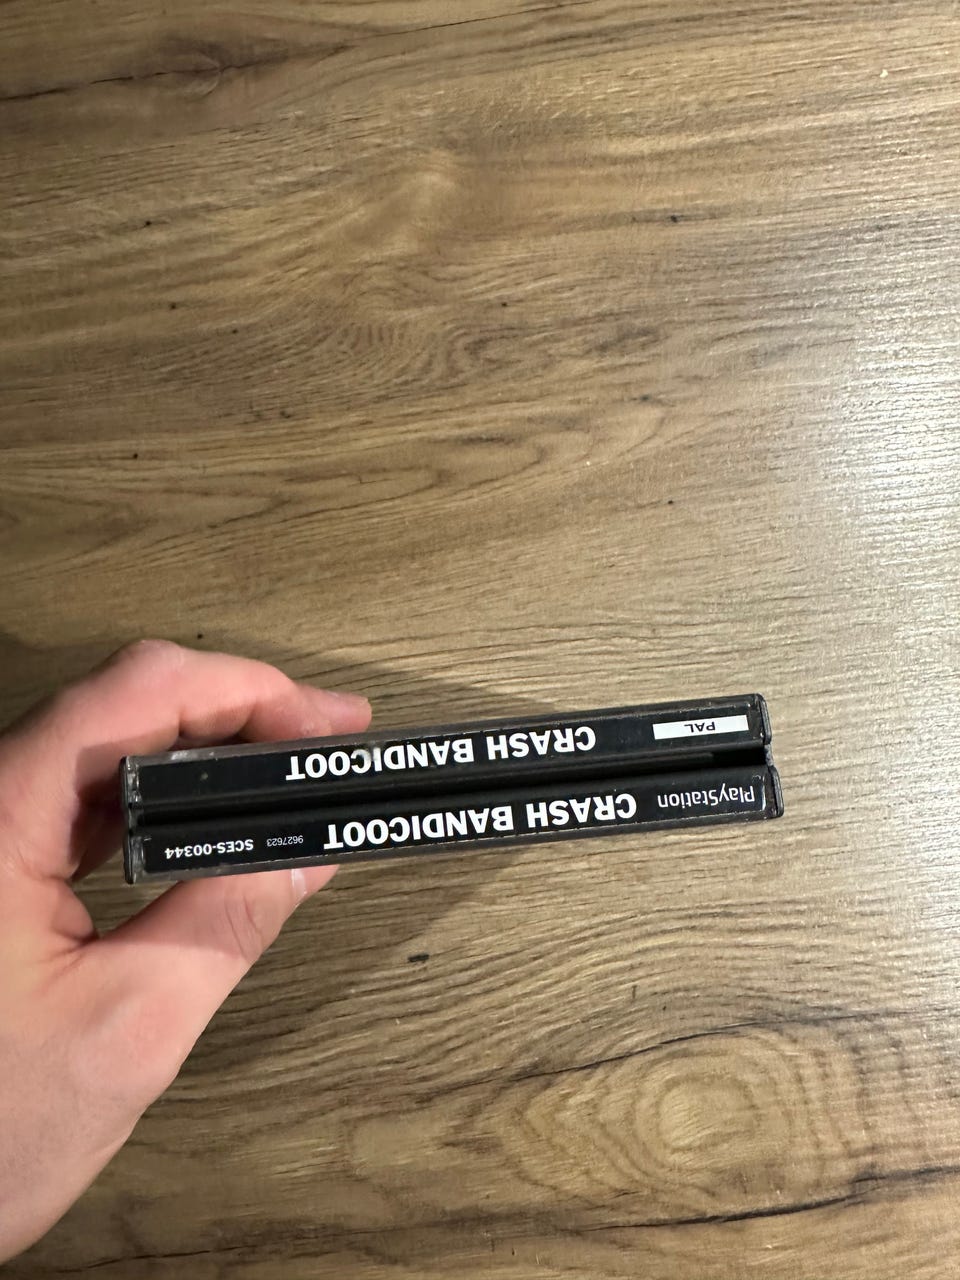 PlayStation CRASH BANDICOOT 9627623 SCES-00344
PAL CRASH BANDICOOT